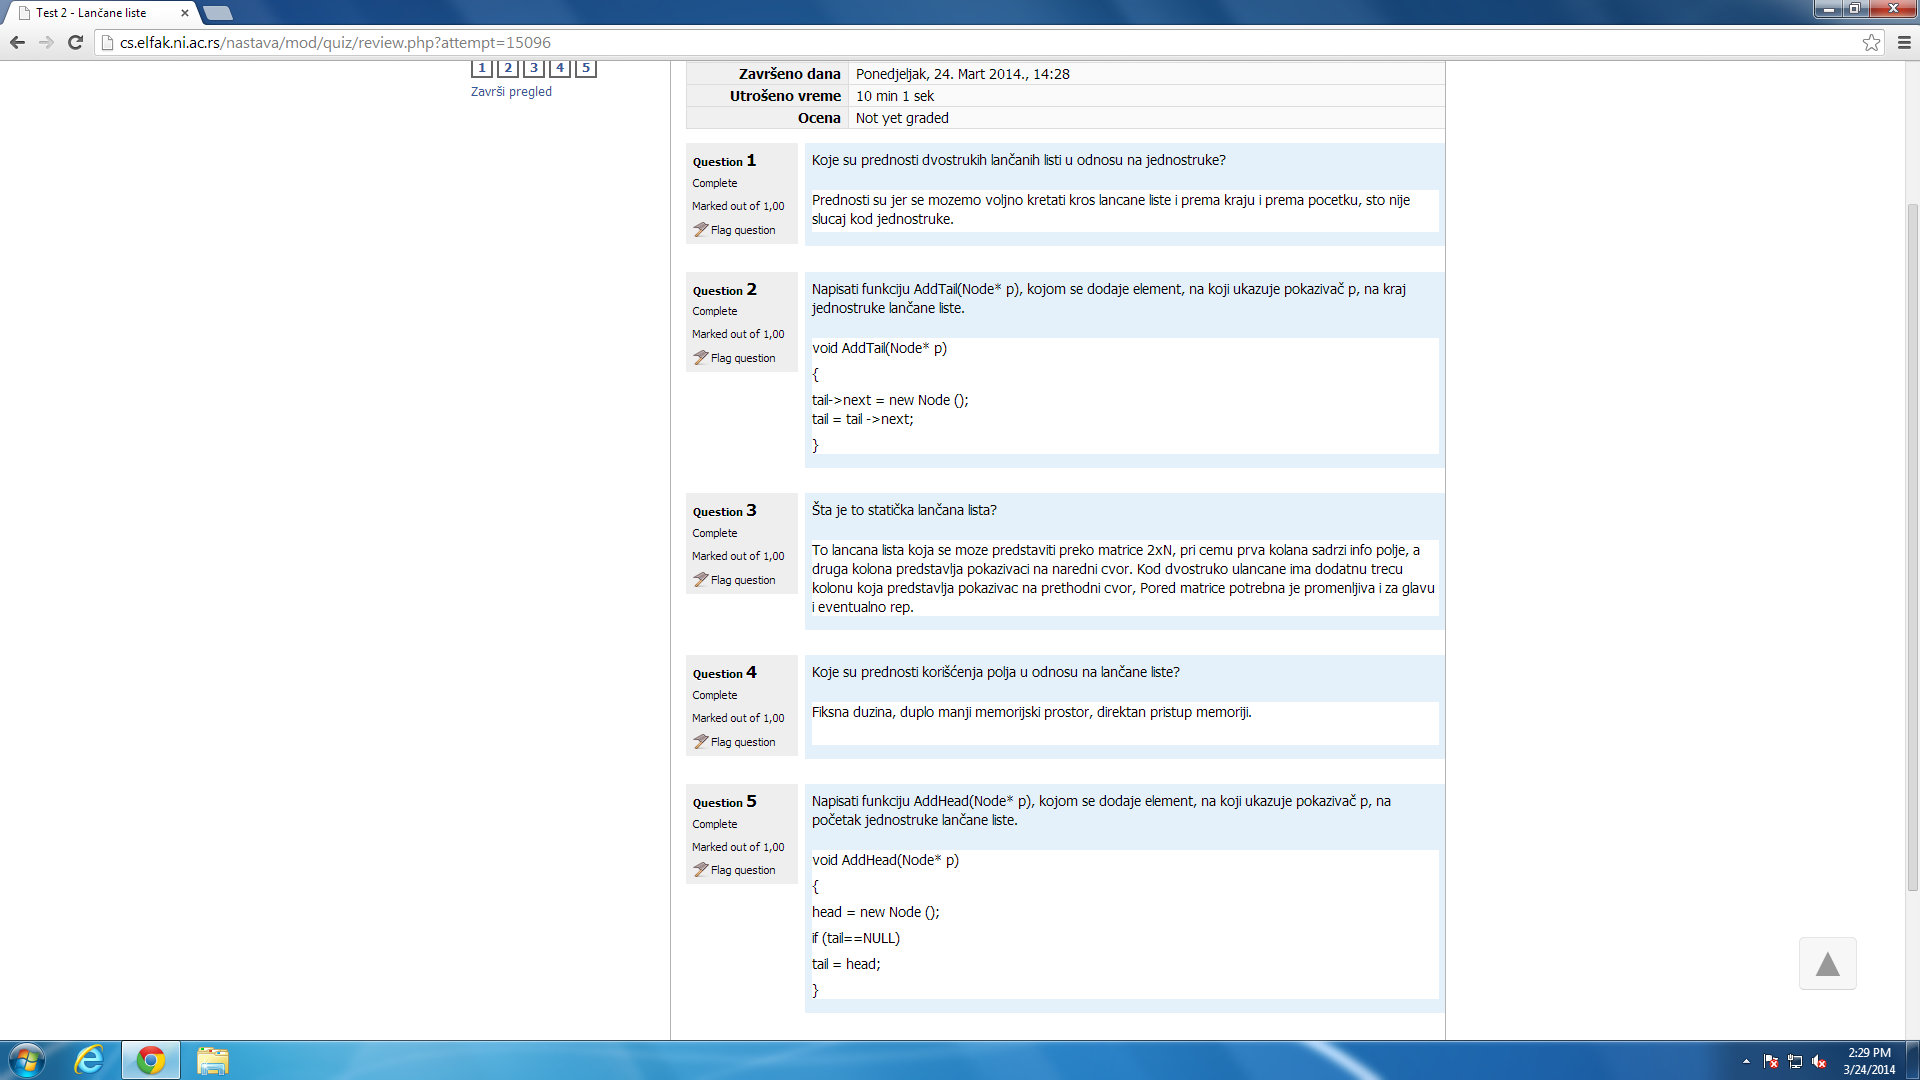 Test 2 - Lančane liste
cs.elfak.ni.ac.rs/nastava/mod/quiz/review.php?attempt=15096
1 2 3 4 5
Završi pregled
Završeno dana Ponedjeljak, 24. Mart 2014., 14:28
Utrošeno vreme 10 min 1 sek
Ocena Not yet graded
Question 1
Complete
Marked out of 1,00
Flag question
Koje su prednosti dvostrukih lančanih listi u odnosu na jednostruke?
Prednosti su jer se mozemo voljno kretati kros lancane liste i prema kraju i prema pocetku, sto nije
slucaj kod jednostruke.
Question 2
Complete
Marked out of 1,00
Flag question
Napisati funkciju AddTail(Node* p), kojom se dodaje element, na koji ukazuje pokazivač p, na kraj
jednostruke lančane liste.
void AddTail(Node* p)
{
tail->next = new Node ();
tail = tail ->next;
}
Question 3
Complete
Marked out of 1,00
Flag question
Šta je to statička lančana lista?
To lancana lista koja se moze predstaviti preko matrice 2xN, pri cemu prva kolana sadrzi info polje, a
druga kolona predstavlja pokazivaci na naredni cvor. Kod dvostruko ulancane ima dodatnu trecu
kolonu koja predstavlja pokazivac na prethodni cvor, Pored matrice potrebna je promenljiva i za glavu
i eventualno rep.
Question 4
Complete
Marked out of 1,00
Flag question
Koje su prednosti korišćenja polja u odnosu na lančane liste?
Fiksna duzina, duplo manji memorijski prostor, direktan pristup memoriji.
Question 5
Complete
Marked out of 1,00
Flag question
Napisati funkciju AddHead(Node* p), kojom se dodaje element, na koji ukazuje pokazivač p, na
početak jednostruke lančane liste.
void AddHead(Node* p)
{
head = new Node ();
if (tail==NULL)
tail = head;
}
2:29 PM
3/24/2014